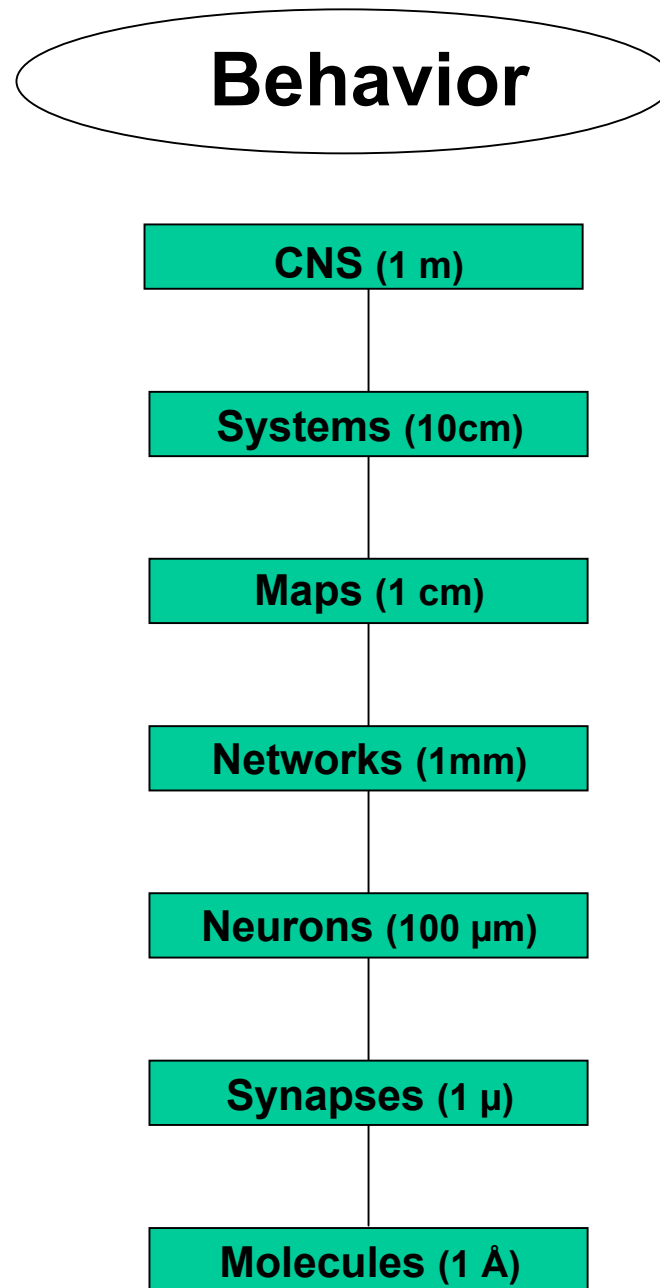 Behavior
CNS (1 m)
Systems (10cm)
Maps (1 cm)
Networks (1mm)
Neurons (100 µm)
Synapses (1 µ)
Molecules (1 Å)